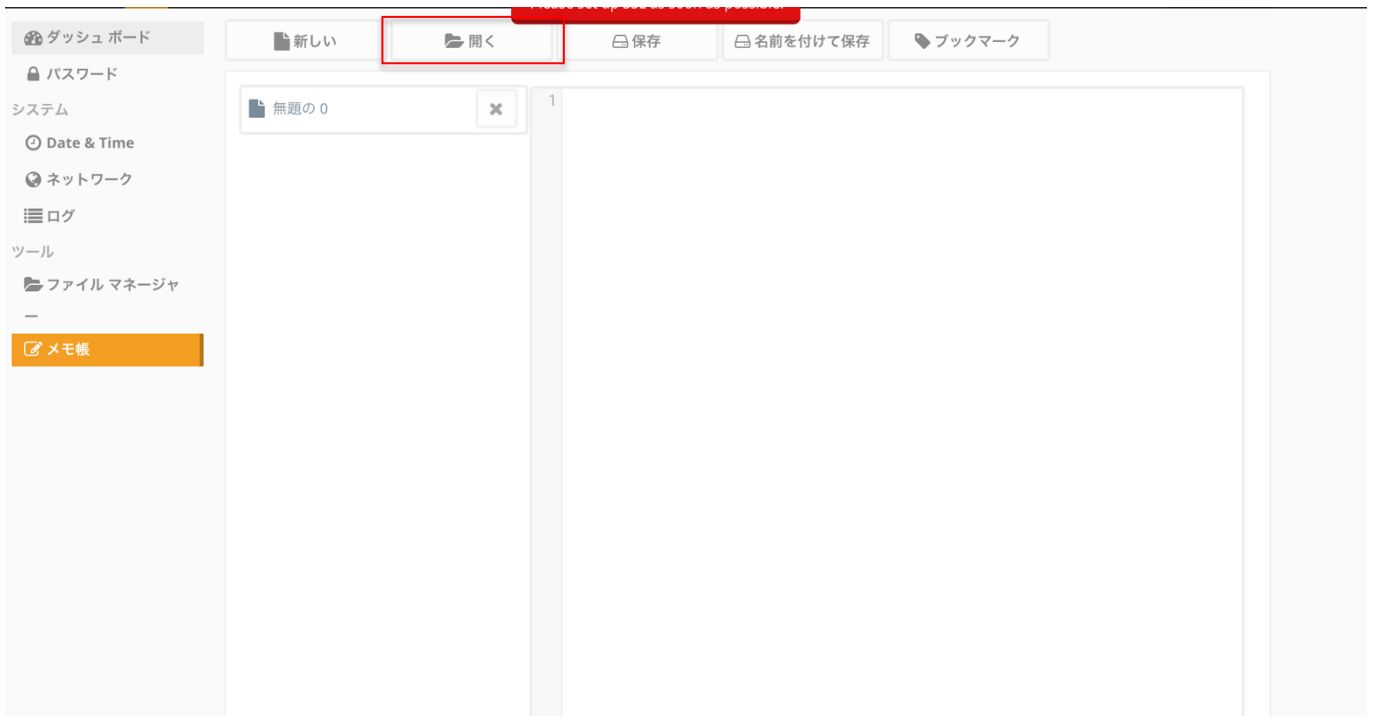 ダッシュ ボード
パスワード
システム
Date & Time
ネットワーク
ログ
ツール
ファイル マネージャ
ー
メモ帳
新しい
開く
保存
名前を付けて保存
ブックマーク
無題の 0
1